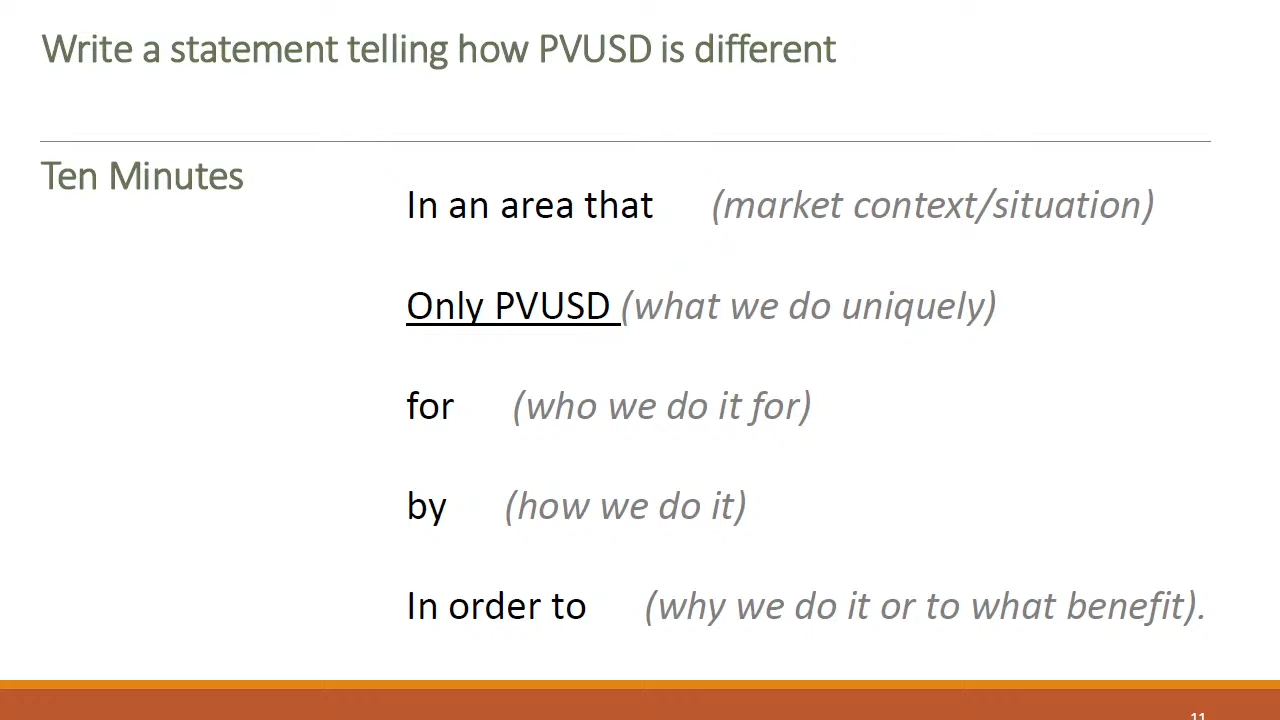 Write a statement telling how PVUSD is different
Ten Minutes
In an area that (market context/situation)
Only PVUSD (what we do uniquely)
for (who we do it for)
by (how we do it)
In order to (why we do it or to what benefit).
11